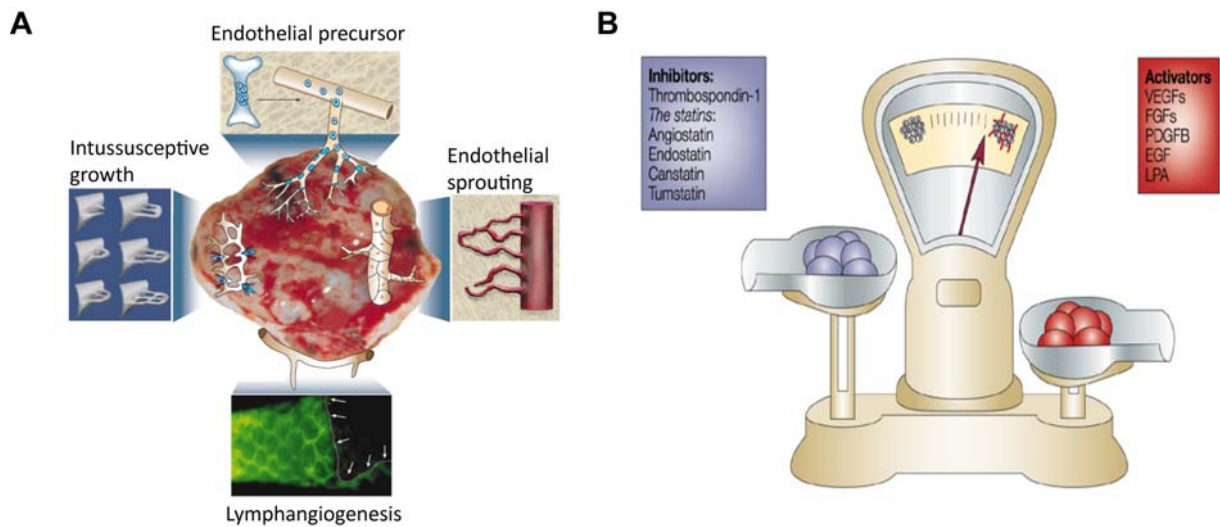 A
Endothelial precursor
Intussusceptive
growth
Endothelial
sprouting
Lymphangiogenesis
B
Inhibitors:
Thrombospondin-1
The statins:
Angiostatin
Endostatin
Canstatin
Tumstatin
Activators
VEGFs
FGFs
PDGFB
EGF
LPA